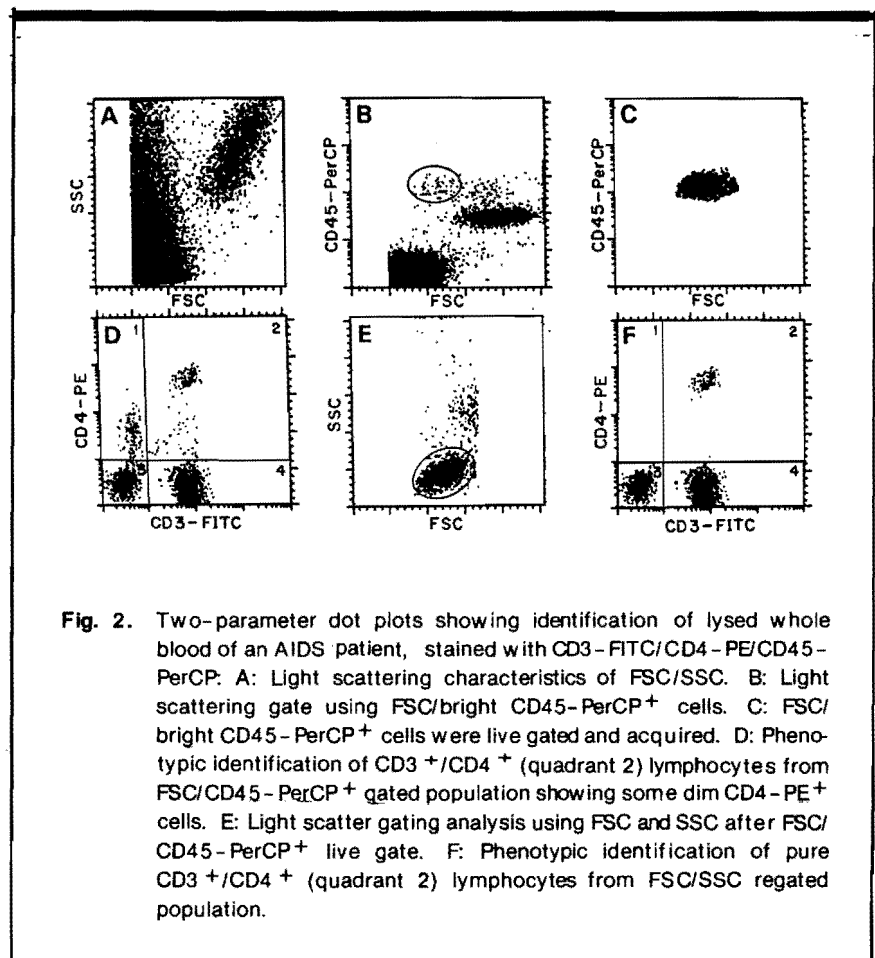 A
B
C
SSC
CD45-PerCP
CD45-PerCP
FSC
FSC
FSC
D
1
2
E
F
1
2
CD4-PE
SSC
CD4-PE
3
4
3
4
CD3-FITC
FSC
CD3-FITC
Fig. 2. Two-parameter dot plots showing identification of lysed whole
blood of an AIDS patient, stained with CD3-FITC/CD4-PE/CD45-
PerCP: A: Light scattering characteristics of FSC/SSC. B: Light
scattering gate using FSC/bright CD45-PerCP+ cells. C: FSC/
bright CD45-PerCP+ cells were live gated and acquired. D: Pheno-
typic identification of CD3 +/CD4 + (quadrant 2) lymphocytes from
FSC/CD45-PerCP+ gated population showing some dim CD4-PE+
cells. E: Light scatter gating analysis using FSC and SSC after FSC/
CD45-PerCP+ live gate. F: Phenotypic identification of pure
CD3 +/CD4 + (quadrant 2) lymphocytes from FSC/SSC regated
population.